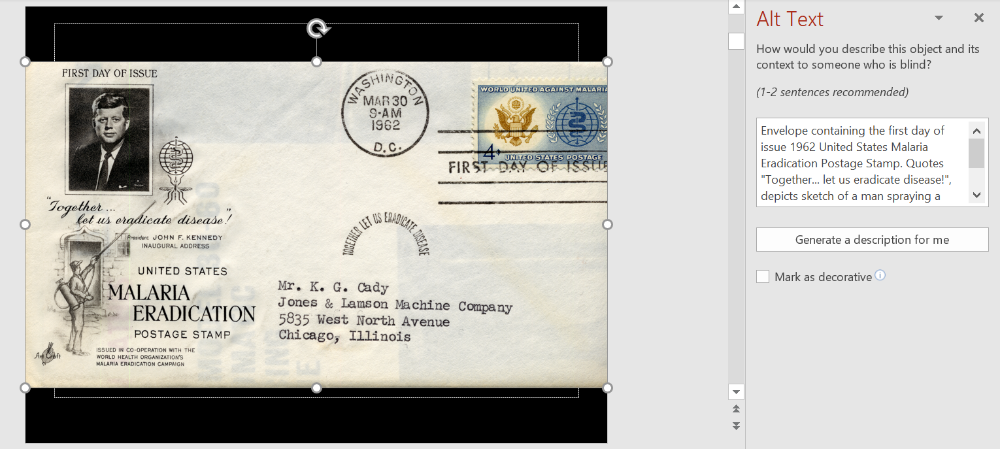 FIRST DAY OF ISSUE
"Together ...
let us eradicate disease!"
President JOHN F. KENNEDY
INAUGURAL ADDRESS
UNITED STATES
MALARIA
ERADICATION
POSTAGE STAMP
ISSUED IN CO-OPERATION WITH THE
WORLD HEALTH ORGANIZATION'S
MALARIA ERADICATION CAMPAIGN
Art Craft
WASHINGTON
MAR 30
9-AM
1962
D.C.
WORLD UNITED AGAINST MALARIA
4¢
UNITED STATES POSTAGE
FIRST DAY OF ISSUE
TOGETHER LET US ERADICATE DISEASE
Mr. K. G. Cady
Jones & Lamson Machine Company
5835 West North Avenue
Chicago, Illinois
Alt Text
How would you describe this object and its
context to someone who is blind?
(1-2 sentences recommended)
Envelope containing the first day of
issue 1962 United States Malaria
Eradication Postage Stamp. Quotes
"Together... let us eradicate disease!",
depicts sketch of a man spraying a
Generate a description for me
Mark as decorative